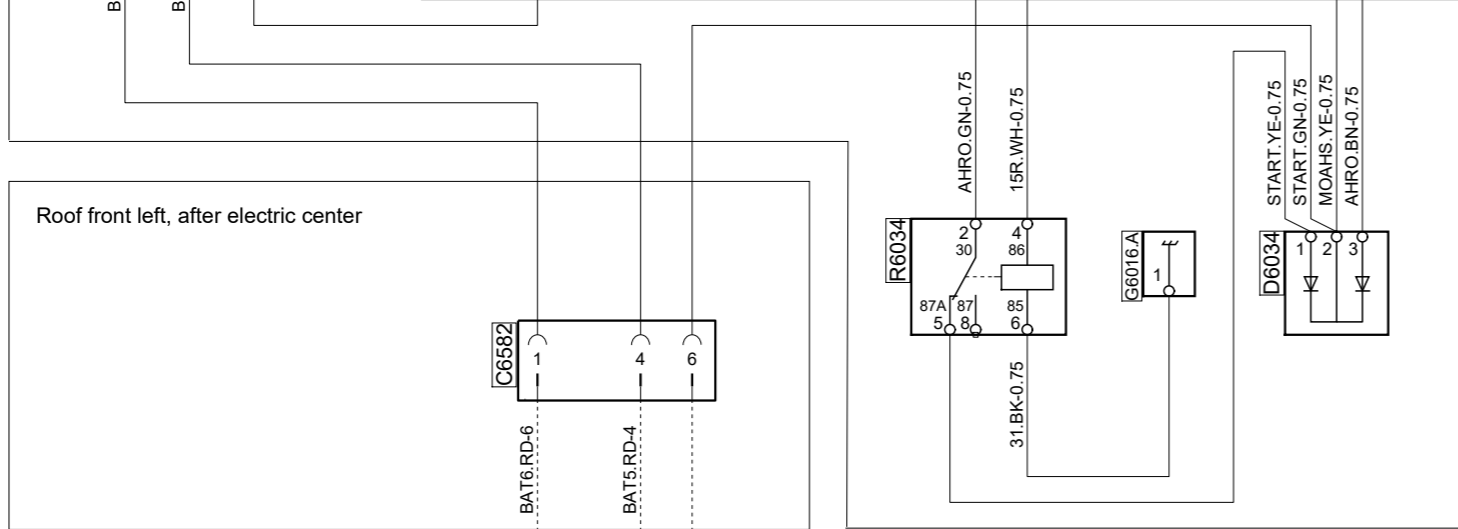 B
B
Roof front left, after electric center
C6582
1
4
6
BAT6.RD-6
BAT5.RD-4
AHRO.GN-0.75
15R.WH-0.75
R6034
2
4
30
86
87A
87
85
5
8
6
31.BK-0.75
G6016.A
1
START.YE-0.75
START.GN-0.75
MOAHS.YE-0.75
AHRO.BN-0.75
D6034
1
2
3